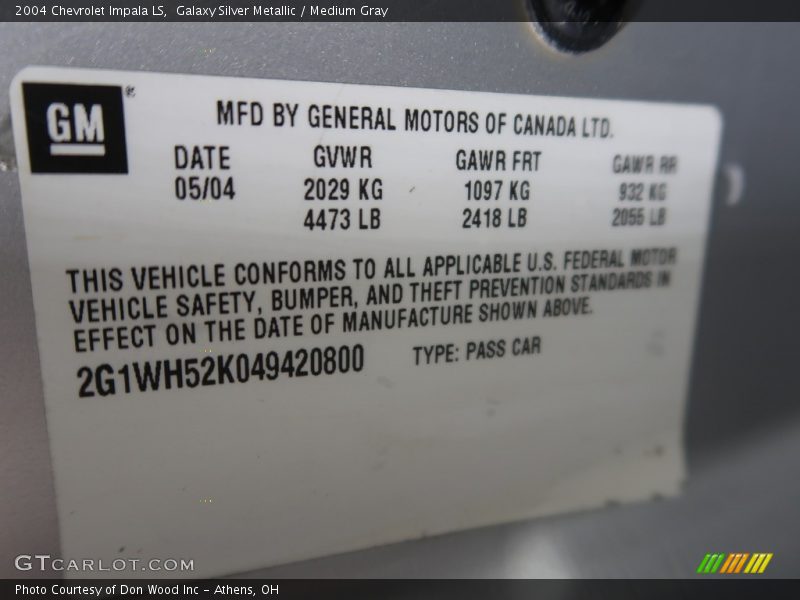 2004 Chevrolet Impala LS,  Galaxy Silver Metallic / Medium Gray
GM®
MFD BY GENERAL MOTORS OF CANADA LTD.
DATE GVWR GAWR FRT GAWR RR
05/04 2029 KG 1097 KG 932 KG
4473 LB 2418 LB 2055 LB
THIS VEHICLE CONFORMS TO ALL APPLICABLE U.S. FEDERAL MOTOR
VEHICLE SAFETY, BUMPER, AND THEFT PREVENTION STANDARDS IN
EFFECT ON THE DATE OF MANUFACTURE SHOWN ABOVE.
2G1WH52K049420800 TYPE: PASS CAR
GTCARLOT.COM
Photo Courtesy of Don Wood Inc – Athens, OH